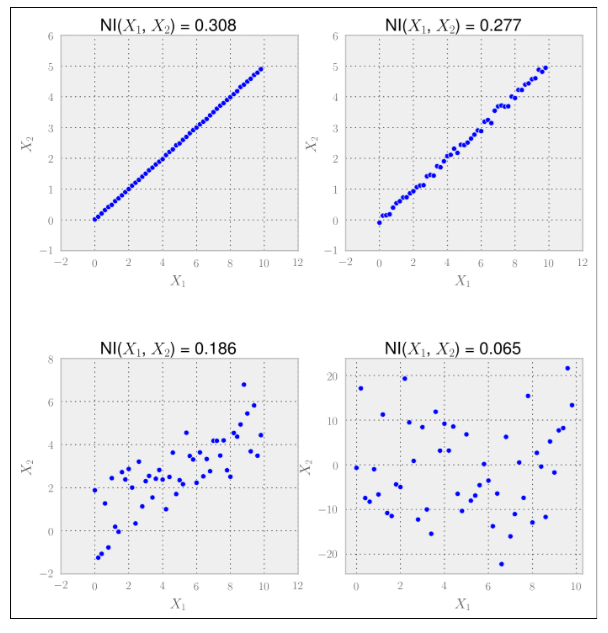 NI(X₁, X₂) = 0.308
6
5
4
3
2
1
0
−1
X₂
−2 0 2 4 6 8 10 12
X₁
NI(X₁, X₂) = 0.277
6
5
4
3
2
1
0
−1
X₂
−2 0 2 4 6 8 10 12
X₁
NI(X₁, X₂) = 0.186
8
6
4
2
0
−2
X₂
−2 0 2 4 6 8 10 12
X₁
NI(X₁, X₂) = 0.065
20
10
0
−10
−20
X₂
0 2 4 6 8 10
X₁